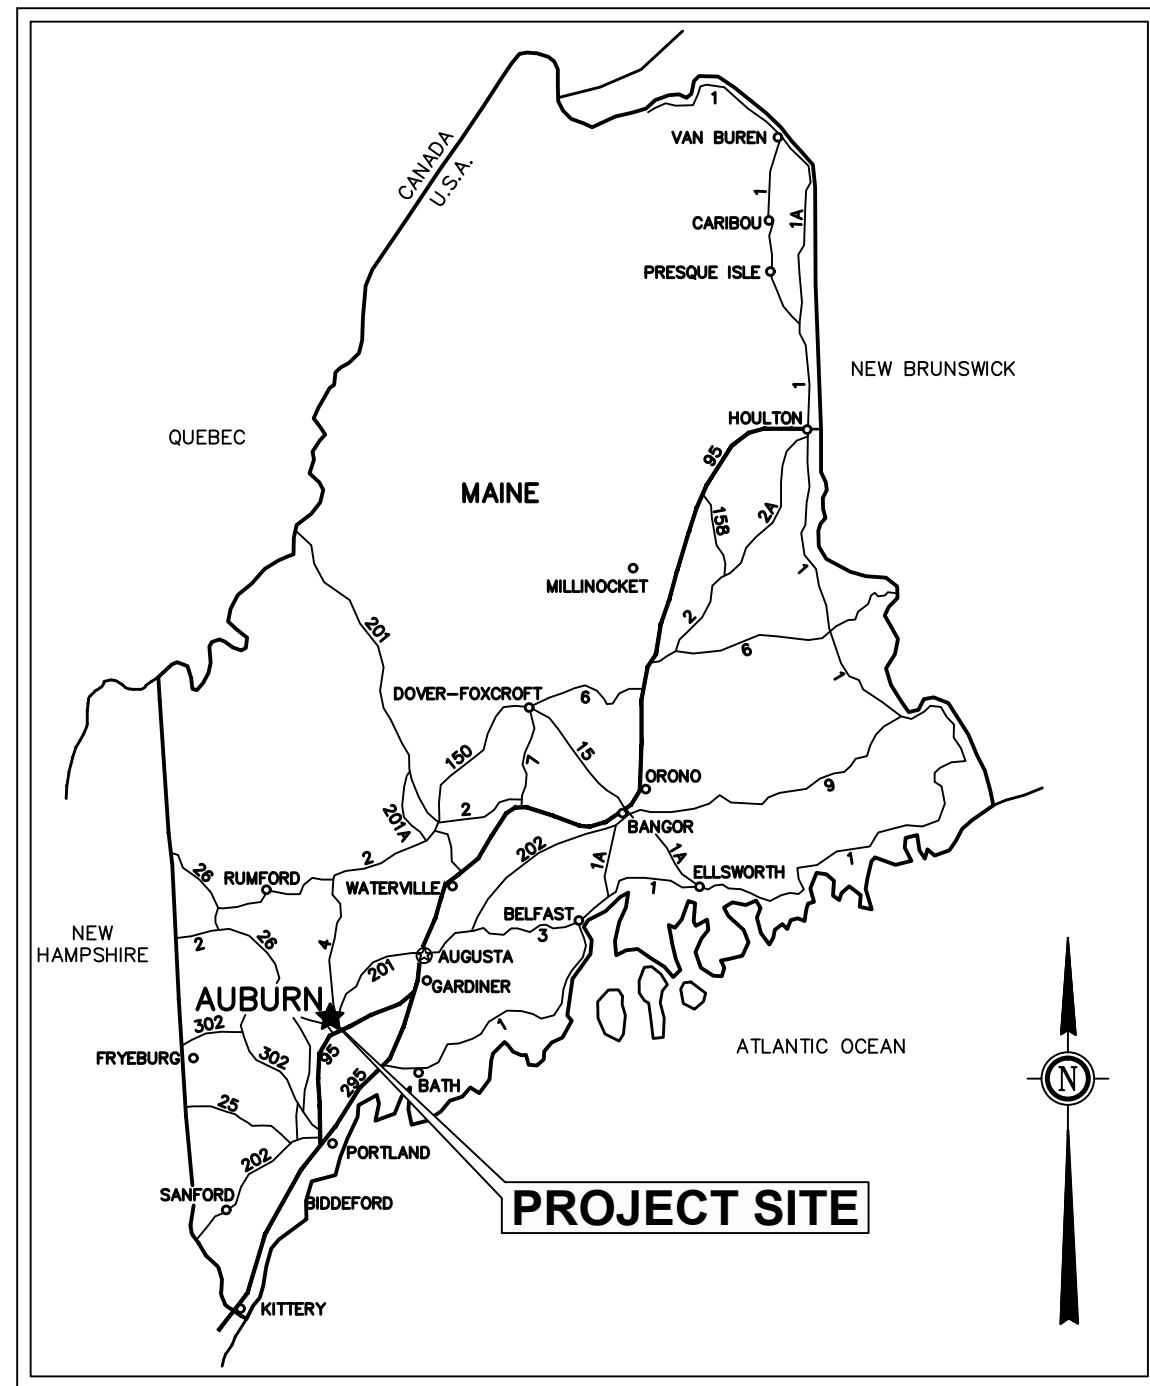 1
VAN BUREN
CANADA
U.S.A.
1
1A
CARIBOU
PRESQUE ISLE
NEW BRUNSWICK
1
HOULTON
QUEBEC
95
MAINE
158
2A
1
MILLINOCKET
201
2
6
1
DOVER-FOXCROFT
6
150
7
15
ORONO
9
201A
2
BANGOR
202
1A
1A
1
2
26
RUMFORD
WATERVILLE
ELLSWORTH
1
BELFAST
3
NEW
HAMPSHIRE
2
26
4
AUGUSTA
201
GARDINER
AUBURN
302
1
ATLANTIC OCEAN
FRYEBURG
302
95
295
BATH
1
N
25
PORTLAND
202
SANFORD
BIDDEFORD
PROJECT SITE
KITTERY